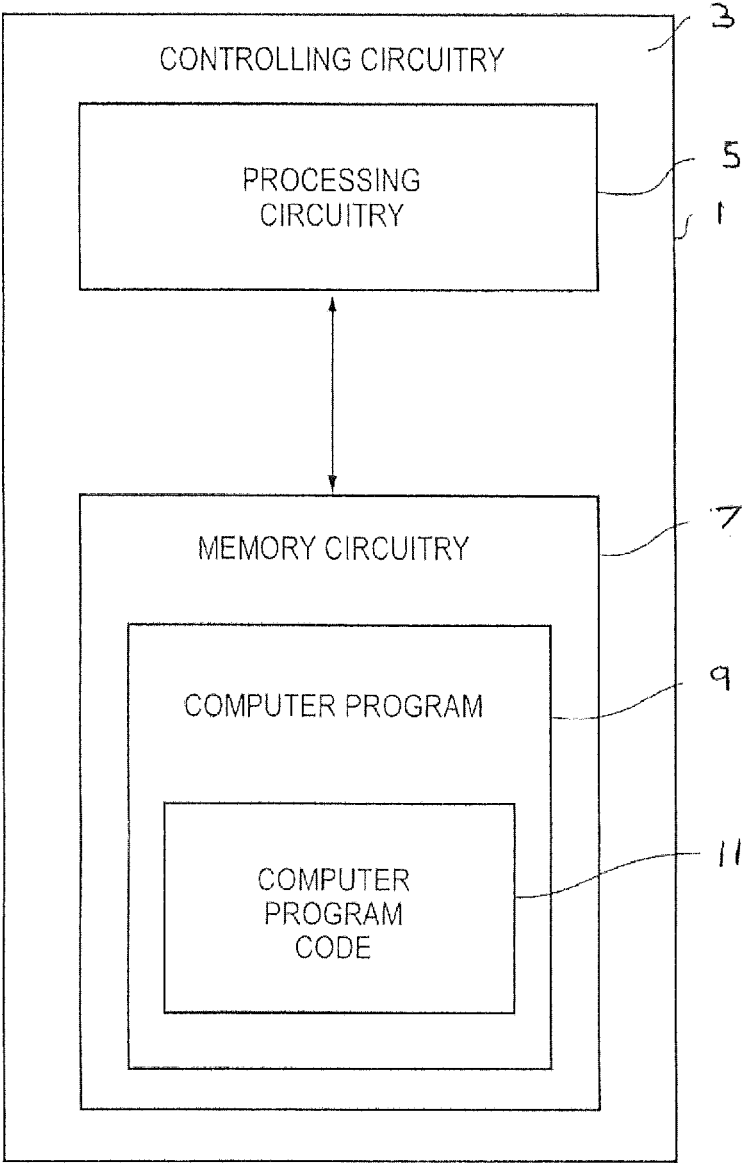 3
CONTROLLING CIRCUITRY
5
PROCESSING
CIRCUITRY
1
7
MEMORY CIRCUITRY
9
COMPUTER PROGRAM
11
COMPUTER
PROGRAM
CODE